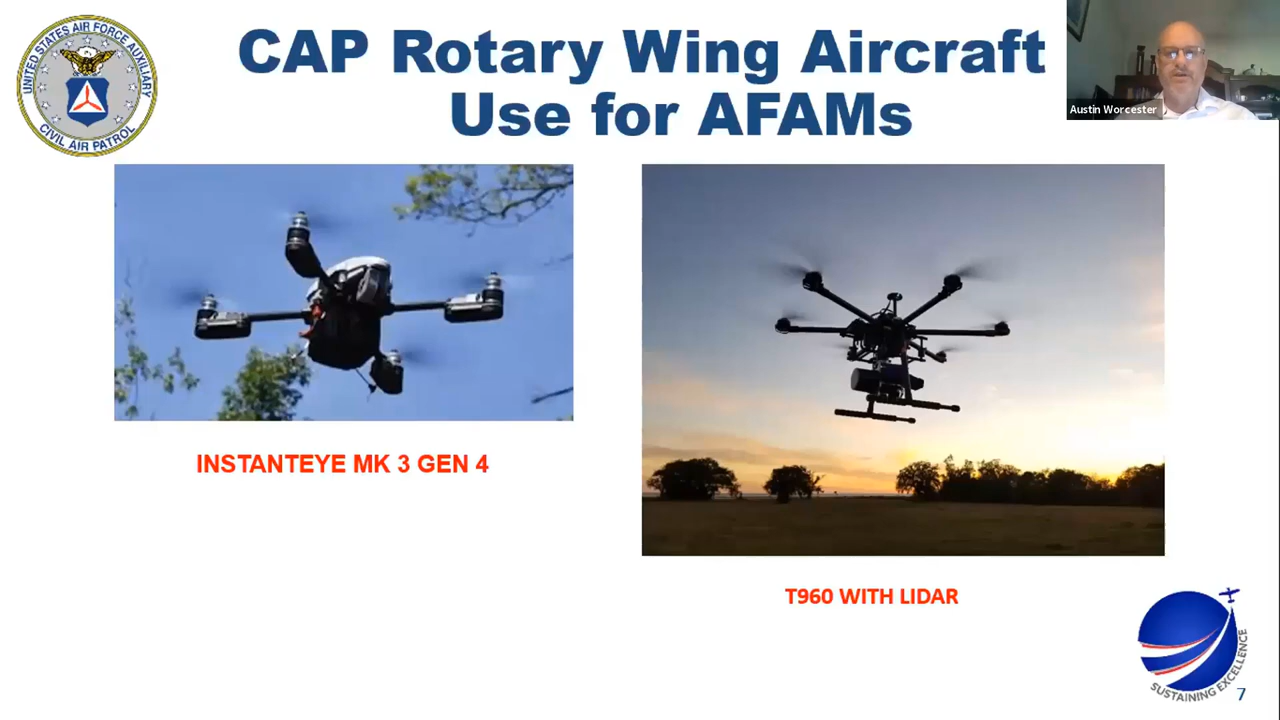 UNITED STATES AIR FORCE AUXILIARY
CIVIL AIR PATROL
CAP Rotary Wing Aircraft
Use for AFAMs
Austin Worcester
INSTANTEYE MK 3 GEN 4
T960 WITH LIDAR
SUSTAINING EXCELLENCE
7